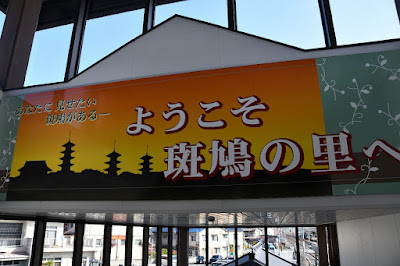 ―あなたに 見せたい
斑鳩がある―
ようこそ
斑鳩の里へ